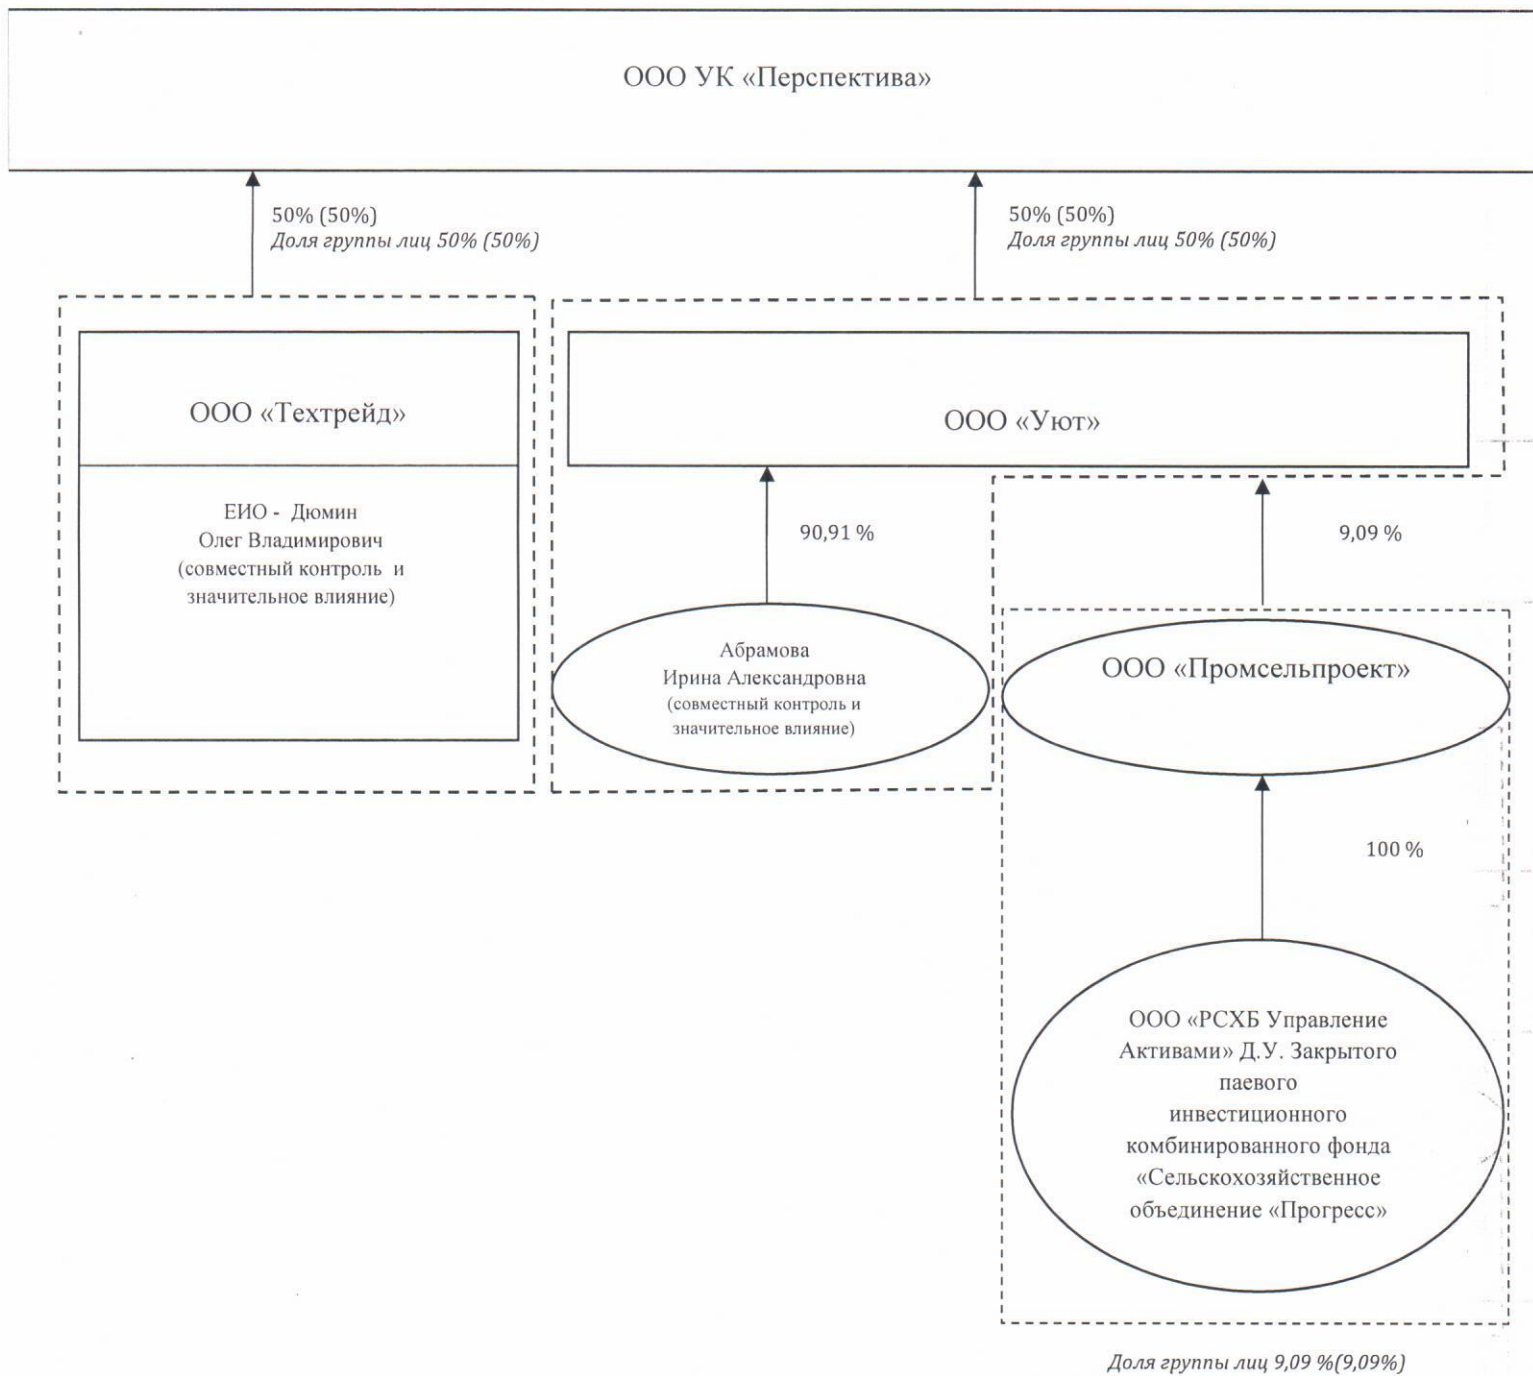 ООО УК «Перспектива»
50% (50%)
Доля группы лиц 50% (50%)
50% (50%)
Доля группы лиц 50% (50%)
ООО «Техтрейд»
ЕИО - Дюмин
Олег Владимирович
(совместный контроль и
значительное влияние)
ООО «Уют»
90,91 %
9,09 %
Абрамова
Ирина Александровна
(совместный контроль и
значительное влияние)
ООО «Промсельпроект»
100 %
ООО «РСХБ Управление
Активами» Д.У. Закрытого
паевого
инвестиционного
комбинированного фонда
«Сельскохозяйственное
объединение «Прогресс»
Доля группы лиц 9,09 %(9,09%)